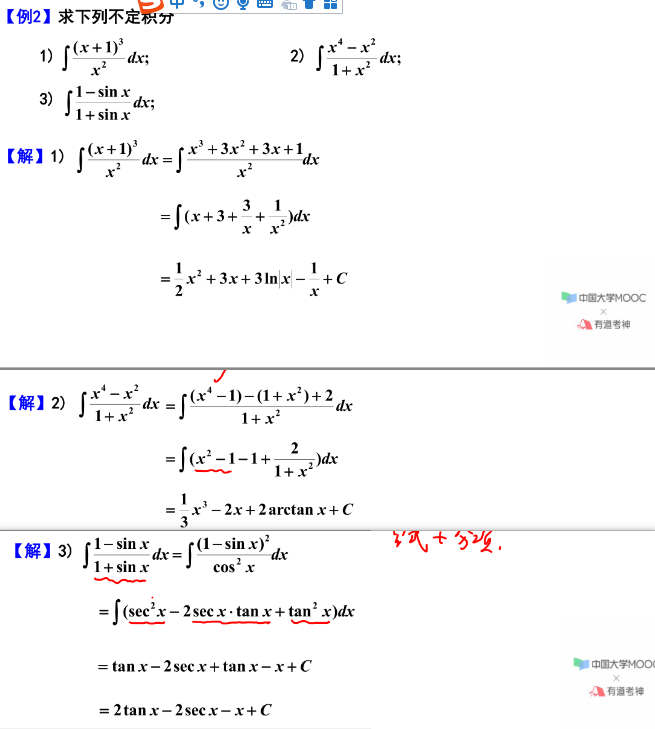 【例2】求下列不定积分
1) ∫(x+1)³/x² dx;  2) ∫(x⁴−x²)/(1+x²) dx;
3) ∫(1−sin x)/(1+sin x) dx;
【解】1) ∫(x+1)³/x² dx = ∫(x³+3x²+3x+1)/x² dx
=∫(x+3+3/x+1/x²)dx
=1/2 x²+3x+3ln|x|−1/x+C
中国大学MOOC
×
有道考神
【解】2) ∫(x⁴−x²)/(1+x²) dx = ∫((x⁴−1)−(1+x²)+2)/(1+x²) dx
=∫(x²−1−1+2/(1+x²))dx
=1/3 x³−2x+2arctan x+C
【解】3) ∫(1−sin x)/(1+sin x) dx = ∫(1−sin x)²/cos² x dx
=∫(sec² x−2sec x·tan x+tan² x)dx
=tan x−2sec x+tan x−x+C
=2tan x−2sec x−x+C
中国大学MOO
×
有道考神